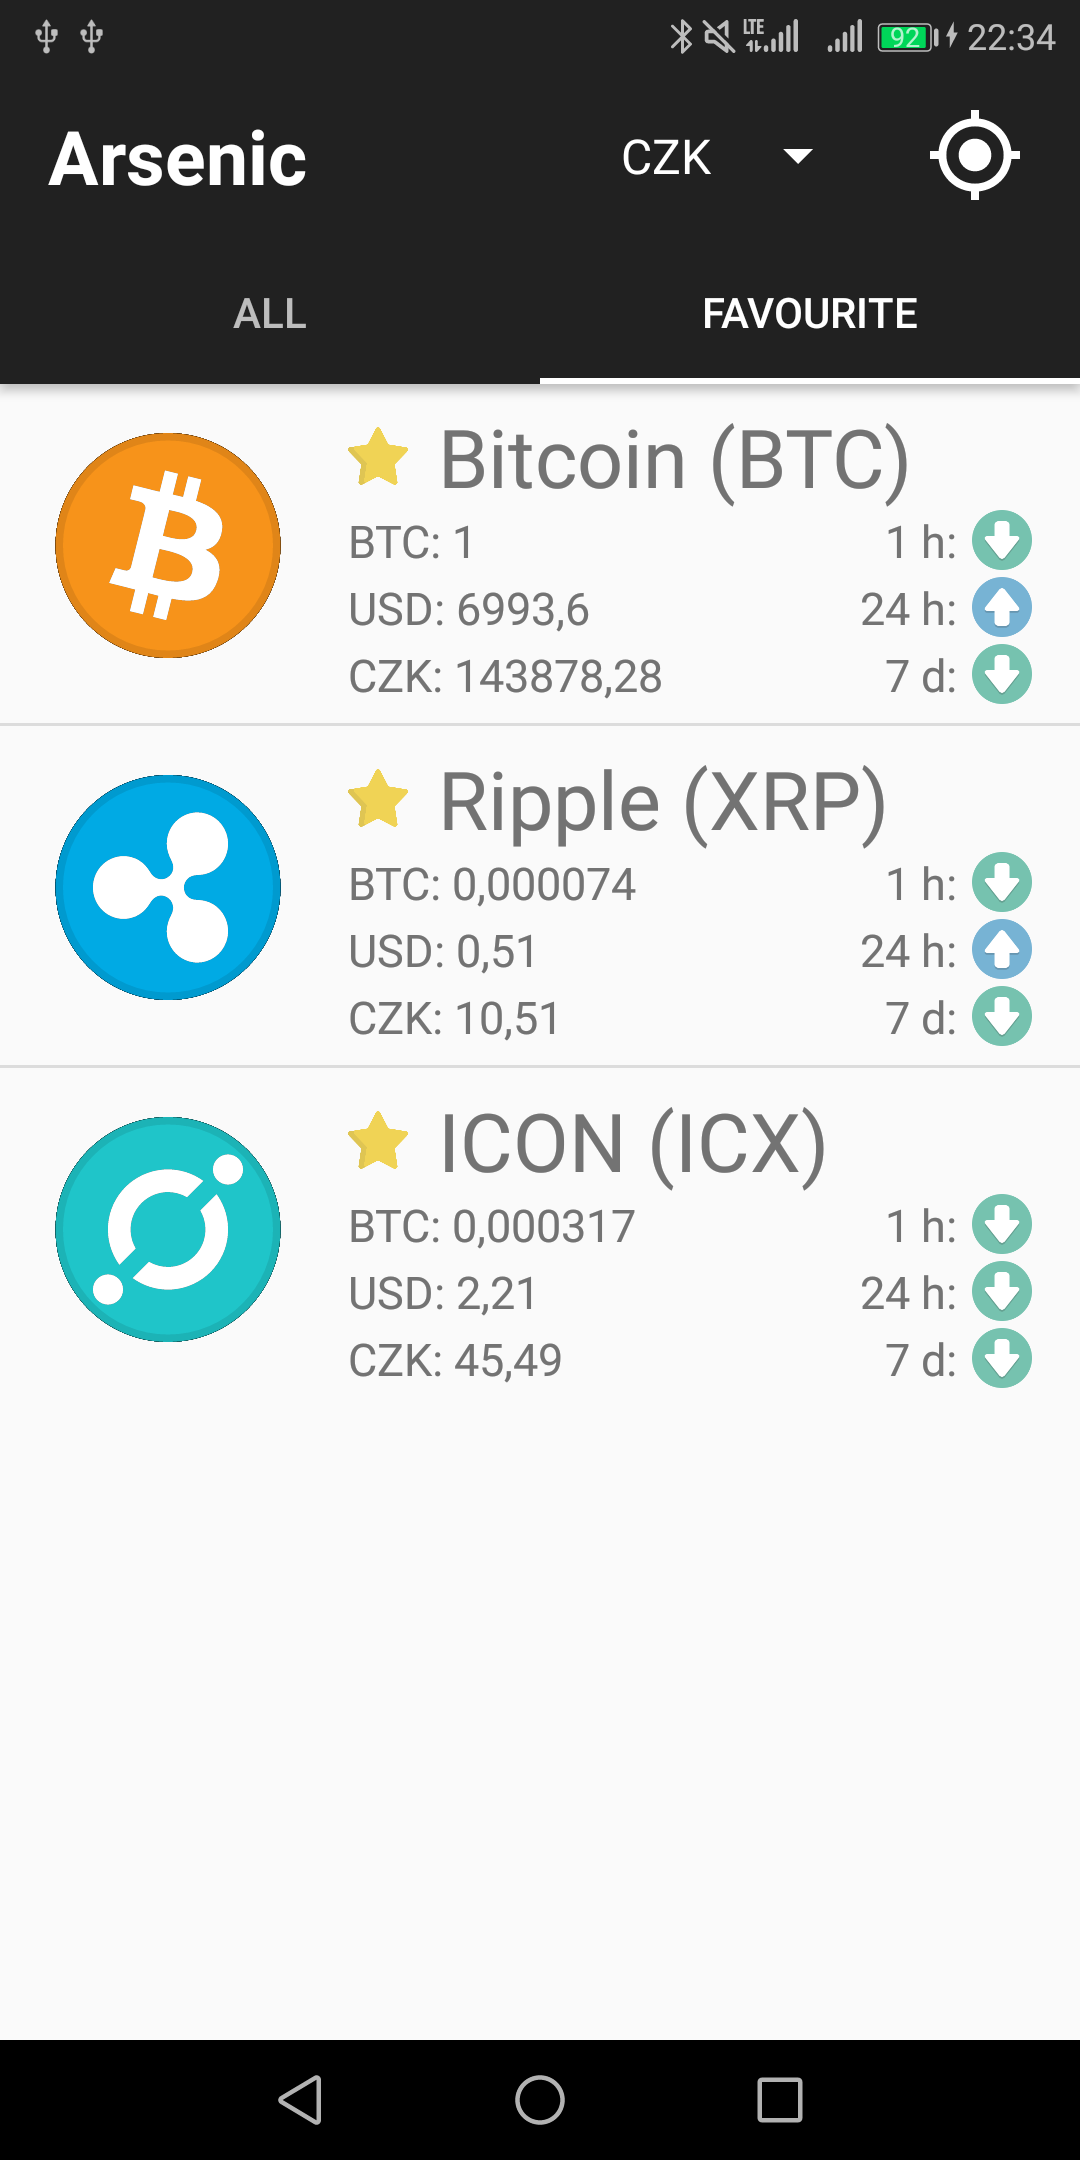 LTE 92 22:34
Arsenic CZK
ALL FAVOURITE
Bitcoin (BTC)
BTC: 1 1 h:
USD: 6993,6 24 h:
CZK: 143878,28 7 d:
Ripple (XRP)
BTC: 0,000074 1 h:
USD: 0,51 24 h:
CZK: 10,51 7 d:
ICON (ICX)
BTC: 0,000317 1 h:
USD: 2,21 24 h:
CZK: 45,49 7 d: